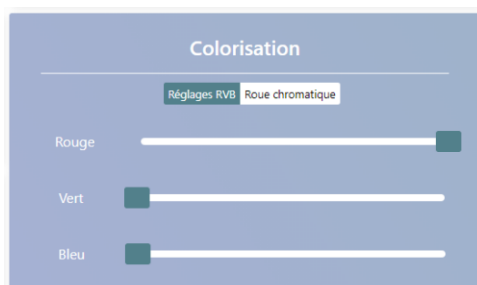 Colorisation
Réglages RVB Roue chromatique
Rouge
Vert
Bleu